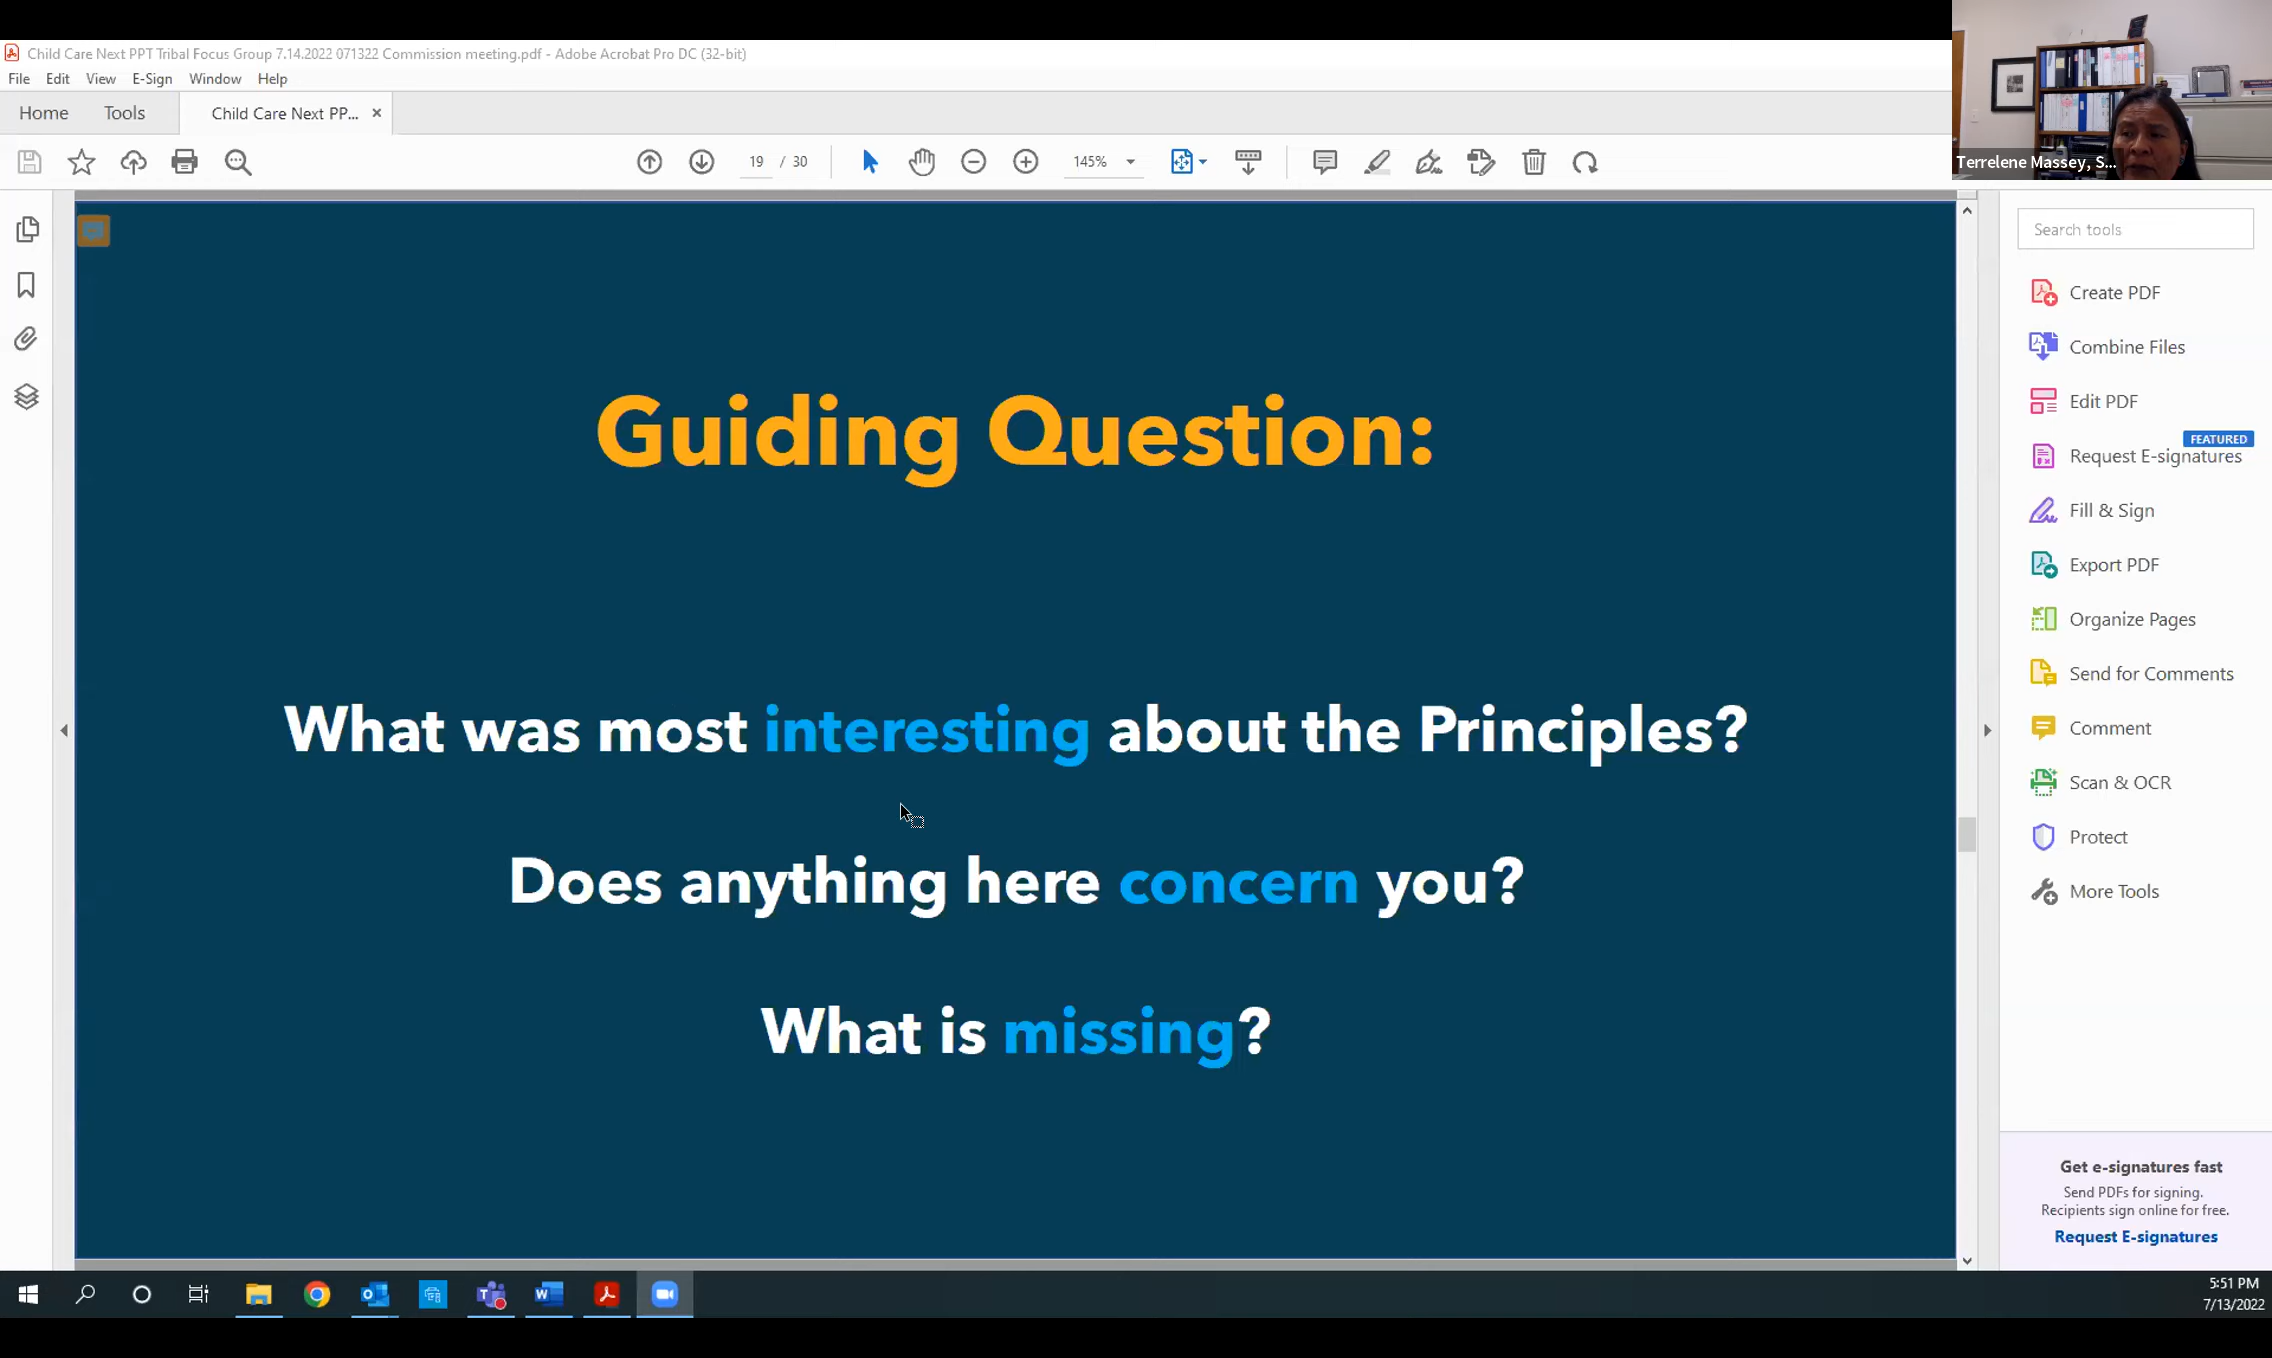 Child Care Next PPT Tribal Focus Group 7.14.2022 071322 Commission meeting.pdf - Adobe Acrobat Pro DC (32-bit)
File Edit View E-Sign Window Help
Home Tools Child Care Next PP... ×
19 / 30 145%
Terrelene Massey, S...
Guiding Question:
What was most interesting about the Principles?
Does anything here concern you?
What is missing?
Search tools
Create PDF
Combine Files
Edit PDF
FEATURED
Request E-signatures
Fill & Sign
Export PDF
Organize Pages
Send for Comments
Comment
Scan & OCR
Protect
More Tools
Get e-signatures fast
Send PDFs for signing.
Recipients sign online for free.
Request E-signatures
5:51 PM
7/13/2022